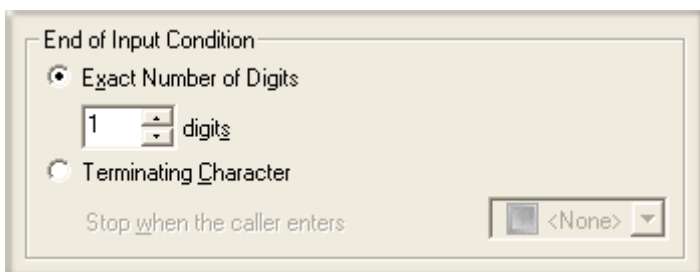 End of Input Condition
Exact Number of Digits
1 digits
Terminating Character
Stop when the caller enters <None>